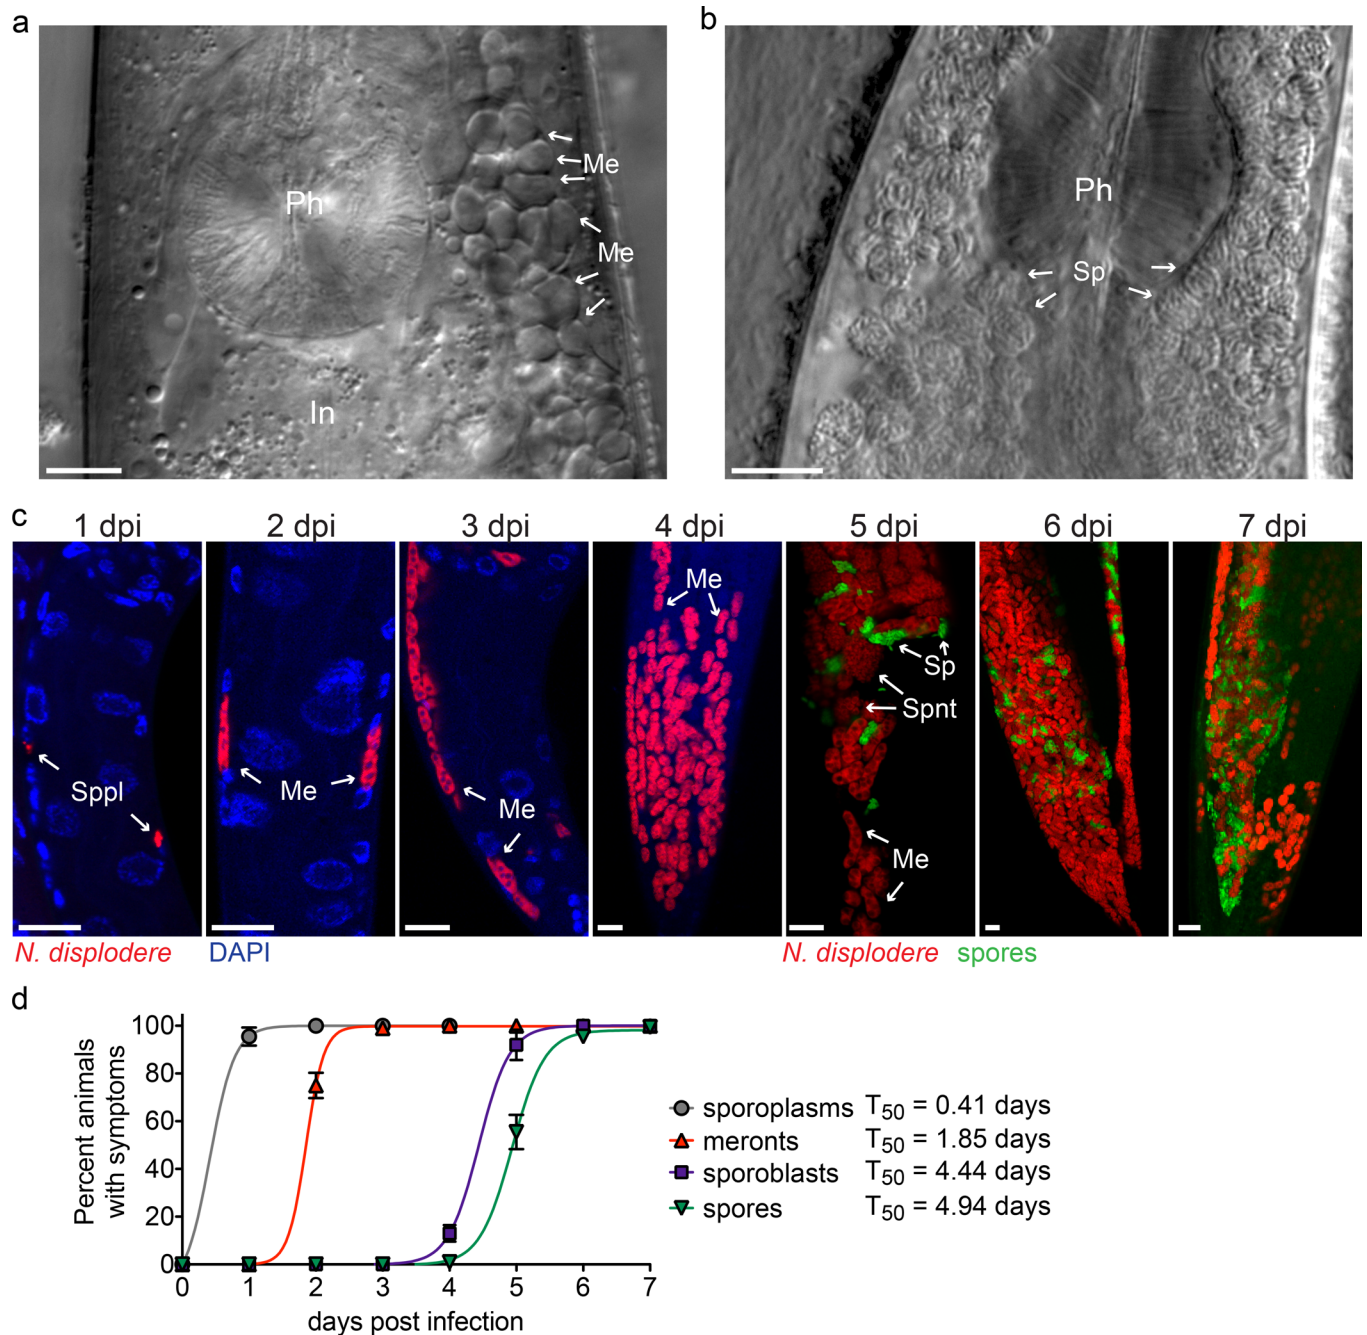 a
b
Ph
Me
Me
In
Ph
Sp
c
1 dpi 2 dpi 3 dpi 4 dpi 5 dpi 6 dpi 7 dpi
Sppl
Me
Me
Me
Sp
Spnt
Me
N. displodere DAPI N. displodere spores
d
Percent animals
with symptoms
100
80
60
40
20
0
0 1 2 3 4 5 6 7
days post infection
sporoplasms T50 = 0.41 days
meronts T50 = 1.85 days
sporoblasts T50 = 4.44 days
spores T50 = 4.94 days